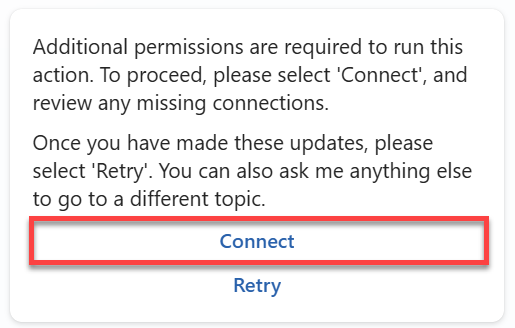 Additional permissions are required to run this
action. To proceed, please select 'Connect', and
review any missing connections.
Once you have made these updates, please
select 'Retry'. You can also ask me anything else
to go to a different topic.
Connect
Retry